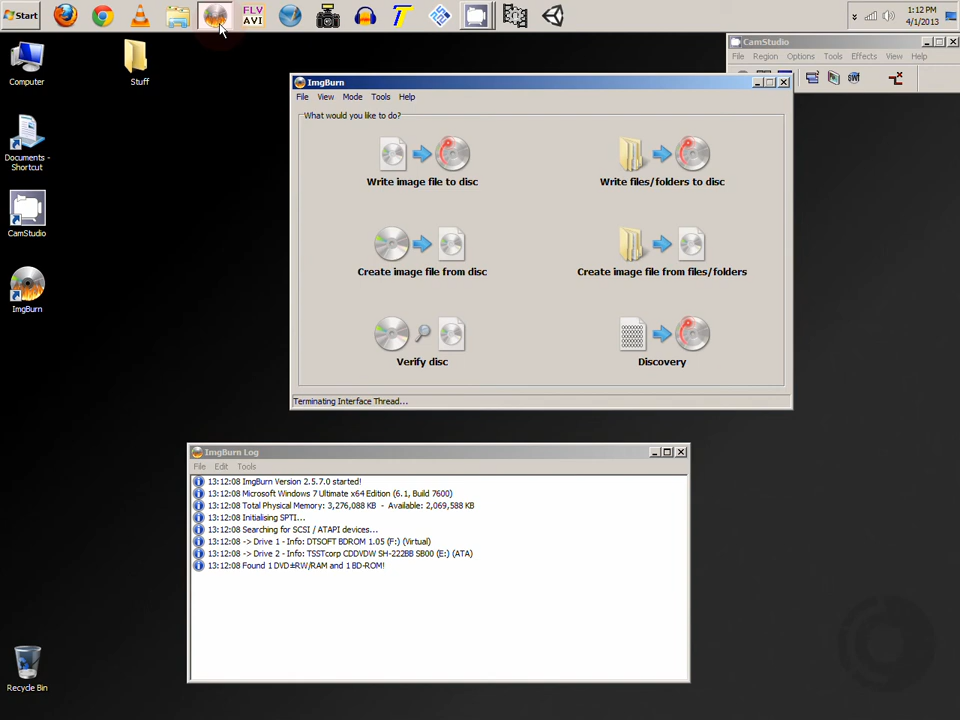 Start
FLV
AVI
1:12 PM
4/1/2013
Computer
Stuff
Documents -
Shortcut
CamStudio
ImgBurn
Recycle Bin
CamStudio
File Region Options Tools Effects View Help
ImgBurn
File View Mode Tools Help
What would you like to do?
Write image file to disc
Write files/folders to disc
Create image file from disc
Create image file from files/folders
Verify disc
Discovery
Terminating Interface Thread...
ImgBurn Log
File Edit Tools
13:12:08 ImgBurn Version 2.5.7.0 started!
13:12:08 Microsoft Windows 7 Ultimate x64 Edition (6.1, Build 7600)
13:12:08 Total Physical Memory: 3,276,088 KB - Available: 2,069,588 KB
13:12:08 Initialising SPTI...
13:12:08 Searching for SCSI / ATAPI devices...
13:12:08 -> Drive 1 - Info: DTSOFT BDROM 1.05 (F:) (Virtual)
13:12:08 -> Drive 2 - Info: TSSTcorp CDDVDW SH-222BB SB00 (E:) (ATA)
13:12:08 Found 1 DVD±RW/RAM and 1 BD-ROM!